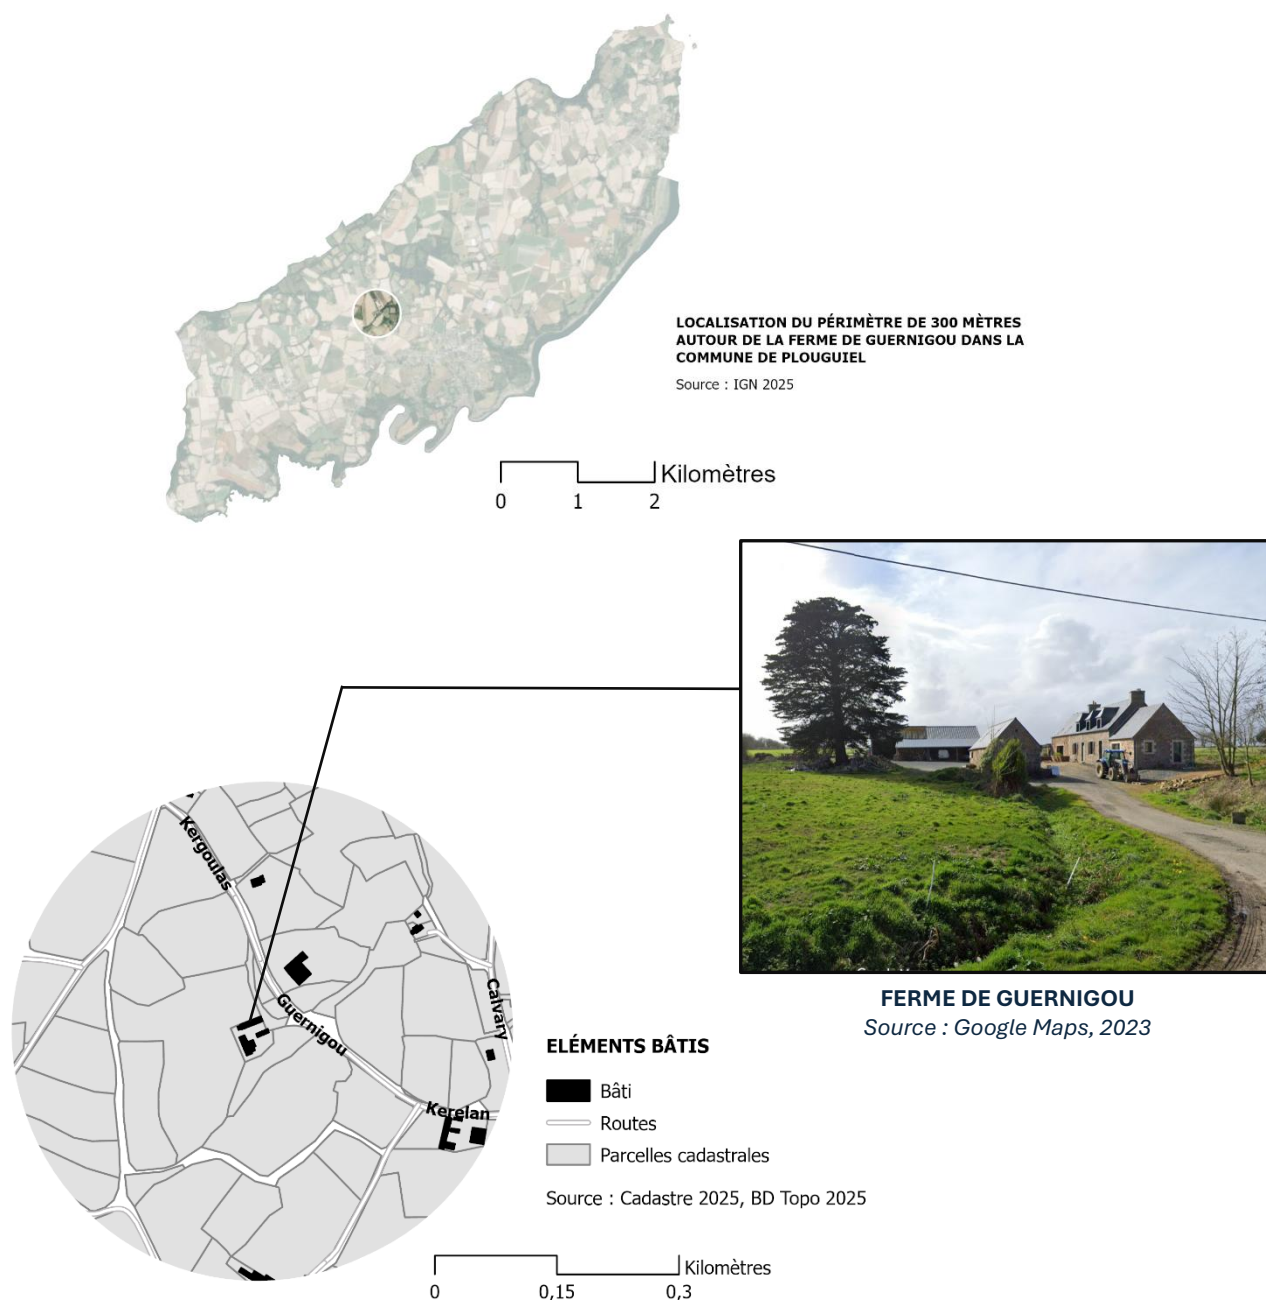 LOCALISATION DU PÉRIMÈTRE DE 300 MÈTRES
AUTOUR DE LA FERME DE GUERNIGOU DANS LA
COMMUNE DE PLOUGUIEL
Source : IGN 2025
Kilomètres
0 1 2
Kergoulas
Guernigou
Calvary
Kerelan
FERME DE GUERNIGOU
Source : Google Maps, 2023
ELÉMENTS BÂTIS
Bâti
Routes
Parcelles cadastrales
Source : Cadastre 2025, BD Topo 2025
Kilomètres
0 0,15 0,3